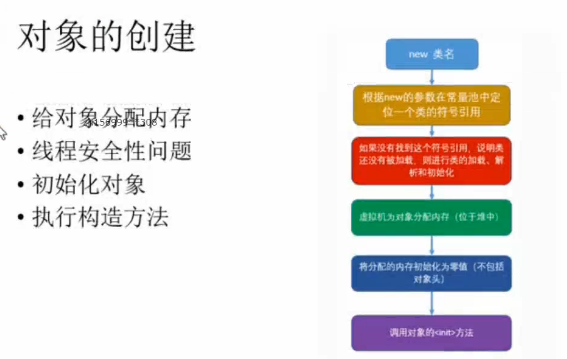 对象的创建
• 给对象分配内存
• 线程安全性问题
• 初始化对象
• 执行构造方法
new 类名
根据new的参数在常量池中定
位一个类的符号引用
如果没有找到这个符号引用，说明类
还没有被加载，则进行类的加载、解
析和初始化
虚拟机为对象分配内存（位于堆中）
将分配的内存初始化为零值（不包括
对象头）
调用对象的<init>方法